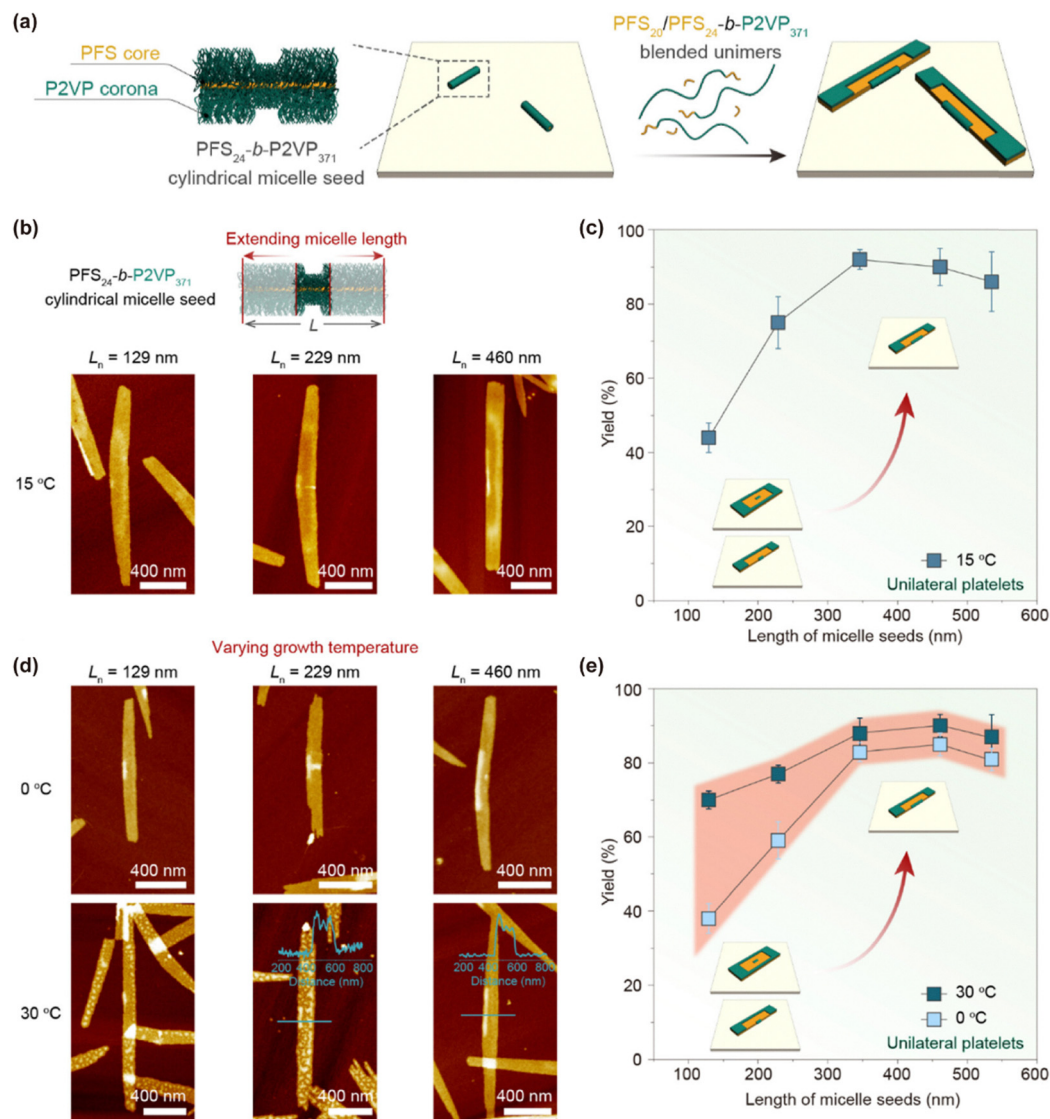 (a)
PFS core
P2VP corona
PFS₂₄-b-P2VP₃₇₁
cylindrical micelle seed
PFS₂₀/PFS₂₄-b-P2VP₃₇₁
blended unimers
(b)
Extending micelle length
PFS₂₄-b-P2VP₃₇₁
cylindrical micelle seed
L
Lₙ = 129 nm
Lₙ = 229 nm
Lₙ = 460 nm
15 °C
400 nm
400 nm
400 nm
(c)
Yield (%)
100
80
60
40
20
0
100
200
300
400
500
600
Length of micelle seeds (nm)
15 °C
Unilateral platelets
(d)
Varying growth temperature
Lₙ = 129 nm
Lₙ = 229 nm
Lₙ = 460 nm
0 °C
400 nm
400 nm
400 nm
30 °C
200 400 600 800
Distance (nm)
200 400 600 800
Distance (nm)
400 nm
400 nm
400 nm
(e)
Yield (%)
100
80
60
40
20
0
100
200
300
400
500
600
Length of micelle seeds (nm)
30 °C
0 °C
Unilateral platelets